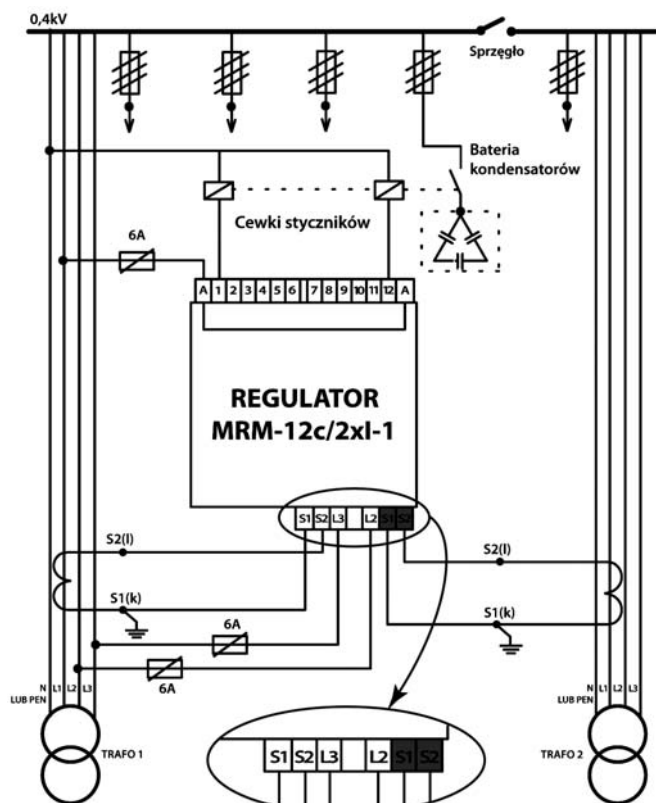 0,4kV
Sprzęgło
Bateria
kondensatorów
Cewki styczników
6A
A 1 2 3 4 5 6 7 8 9 10 11 12 A
REGULATOR
MRM-12c/2xI-1
S1 S2 L3 L2 S1 S2
S2(l)
S2(l)
S1(k)
S1(k)
6A
6A
N L1 L2 L3
LUB PEN
N L1 L2 L3
LUB PEN
TRAFO 1
TRAFO 2
S1 S2 L3 L2 S1 S2